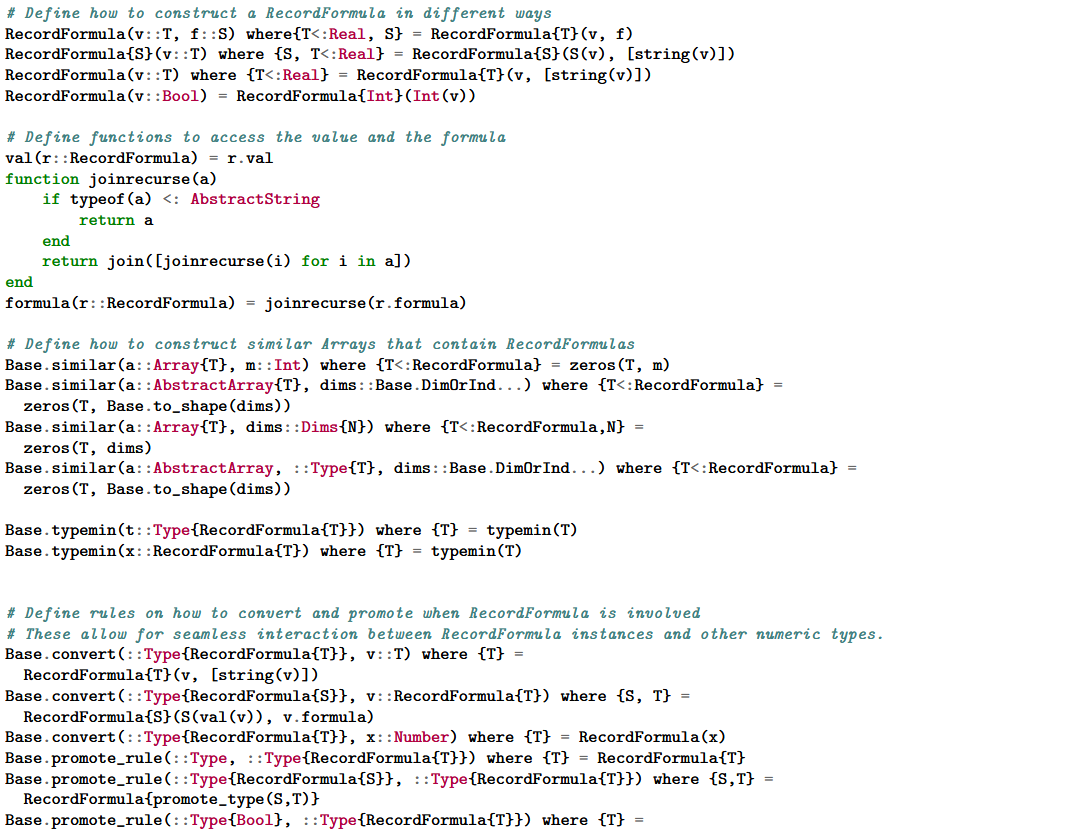 # Define how to construct a RecordFormula in different ways
RecordFormula(v::T, f::S) where{T<:Real, S} = RecordFormula{T}(v, f)
RecordFormula{S}(v::T) where {S, T<:Real} = RecordFormula{S}(S(v), [string(v)])
RecordFormula(v::T) where {T<:Real} = RecordFormula{T}(v, [string(v)])
RecordFormula(v::Bool) = RecordFormula{Int}(Int(v))

# Define functions to access the value and the formula
val(r::RecordFormula) = r.val
function joinrecurse(a)
    if typeof(a) <: AbstractString
        return a
    end
    return join([joinrecurse(i) for i in a])
end
formula(r::RecordFormula) = joinrecurse(r.formula)

# Define how to construct similar Arrays that contain RecordFormulas
Base.similar(a::Array{T}, m::Int) where {T<:RecordFormula} = zeros(T, m)
Base.similar(a::AbstractArray{T}, dims::Base.DimOrInd...) where {T<:RecordFormula} =
  zeros(T, Base.to_shape(dims))
Base.similar(a::Array{T}, dims::Dims{N}) where {T<:RecordFormula,N} =
  zeros(T, dims)
Base.similar(a::AbstractArray, ::Type{T}, dims::Base.DimOrInd...) where {T<:RecordFormula} =
  zeros(T, Base.to_shape(dims))

Base.typemin(t::Type{RecordFormula{T}}) where {T} = typemin(T)
Base.typemin(x::RecordFormula{T}) where {T} = typemin(T)

# Define rules on how to convert and promote when RecordFormula is involved
# These allow for seamless interaction between RecordFormula instances and other numeric types.
Base.convert(::Type{RecordFormula{T}}, v::T) where {T} =
  RecordFormula{T}(v, [string(v)])
Base.convert(::Type{RecordFormula{S}}, v::RecordFormula{T}) where {S, T} =
  RecordFormula{S}(S(val(v)), v.formula)
Base.convert(::Type{RecordFormula{T}}, x::Number) where {T} = RecordFormula(x)
Base.promote_rule(::Type, ::Type{RecordFormula{T}}) where {T} = RecordFormula{T}
Base.promote_rule(::Type{RecordFormula{S}}, ::Type{RecordFormula{T}}) where {S,T} =
  RecordFormula{promote_type(S,T)}
Base.promote_rule(::Type{Bool}, ::Type{RecordFormula{T}}) where {T} =